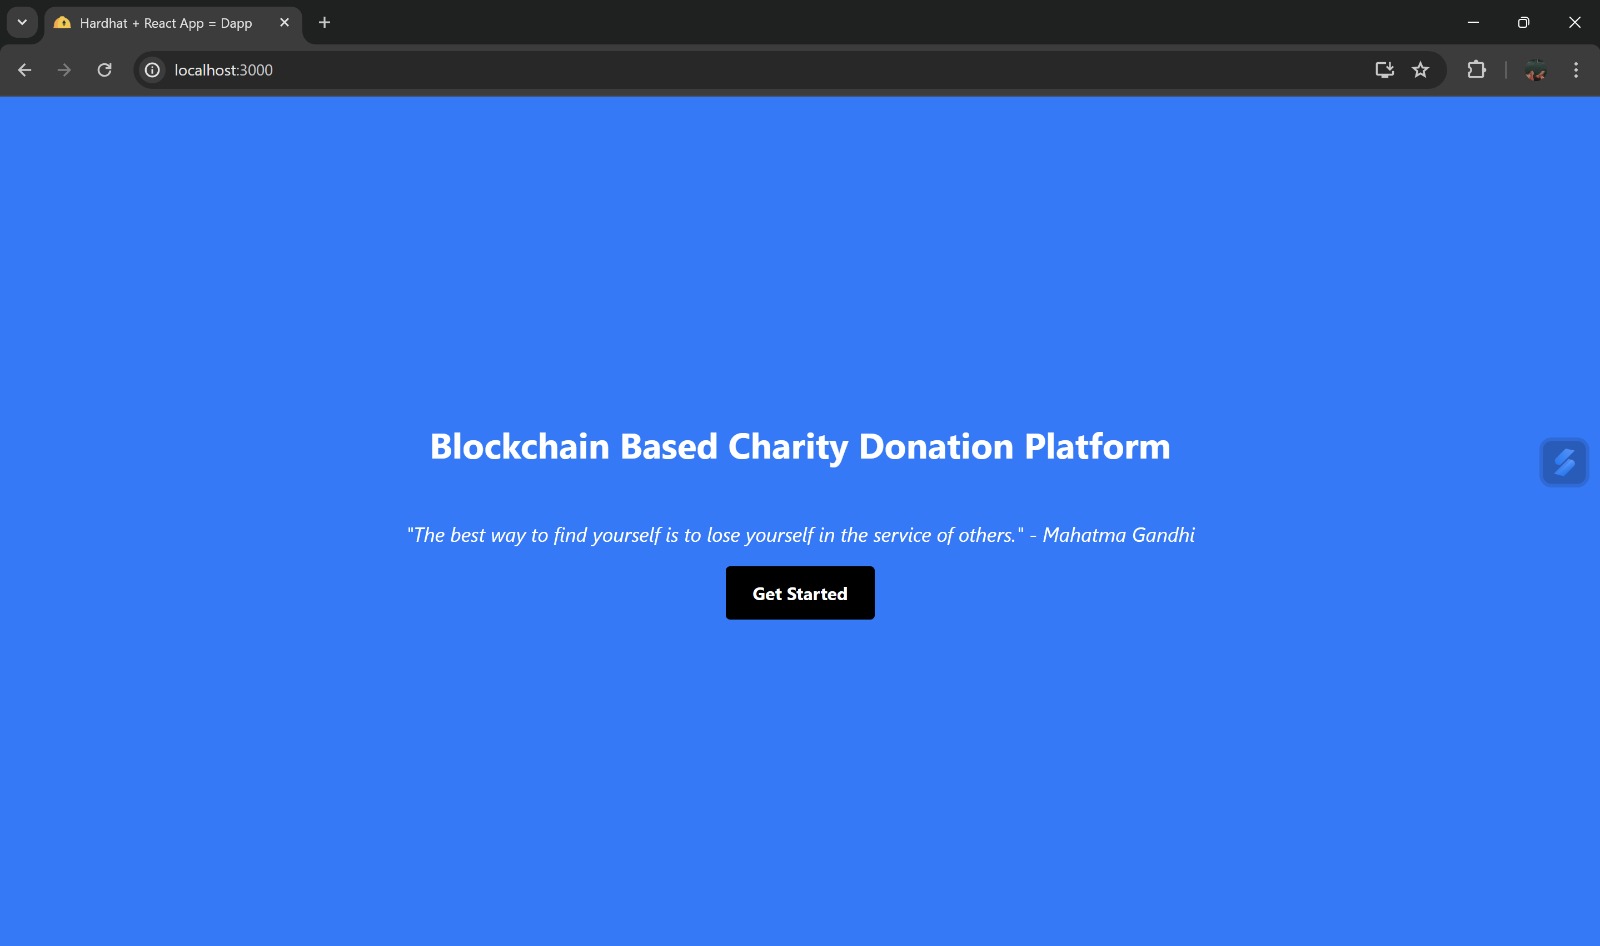 Hardhat + React App = Dapp
localhost:3000
Blockchain Based Charity Donation Platform
"The best way to find yourself is to lose yourself in the service of others." - Mahatma Gandhi
Get Started